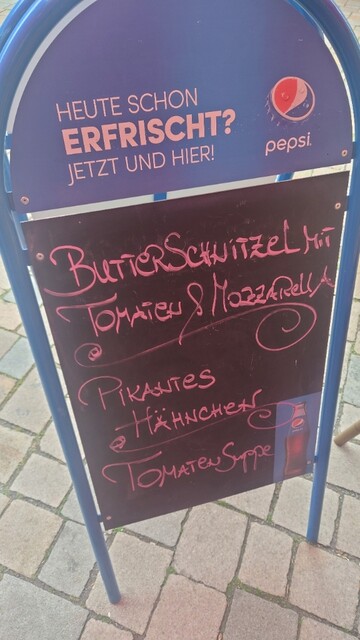 HEUTE SCHON
ERFRISCHT?
JETZT UND HIER!
pepsi
BUTTERSCHNITZEL MIT
TOMATEN & MOZZARELLA
PIKANTES
HÄHNCHEN
TOMATENSuppe